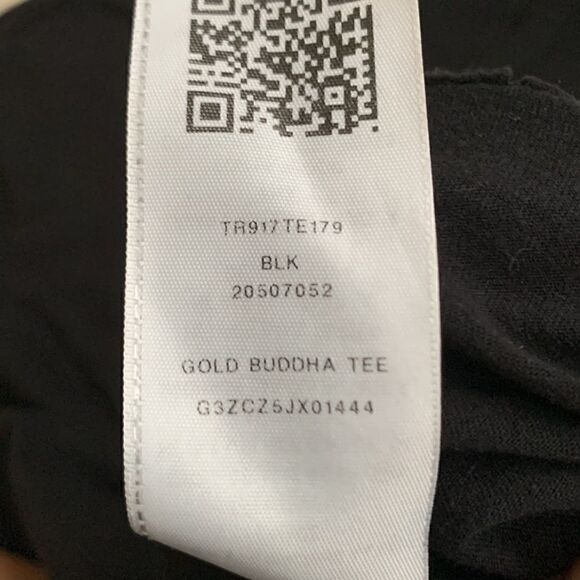 TR917TE179
BLK
20507052
GOLD BUDDHA TEE
G3ZCZ5JX01444